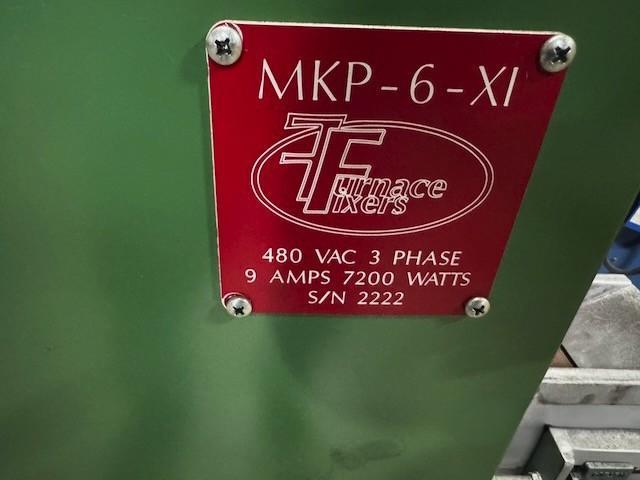 MKP-6-XI
Furnace
Fixers
480 VAC 3 PHASE
9 AMPS 7200 WATTS
S/N 2222